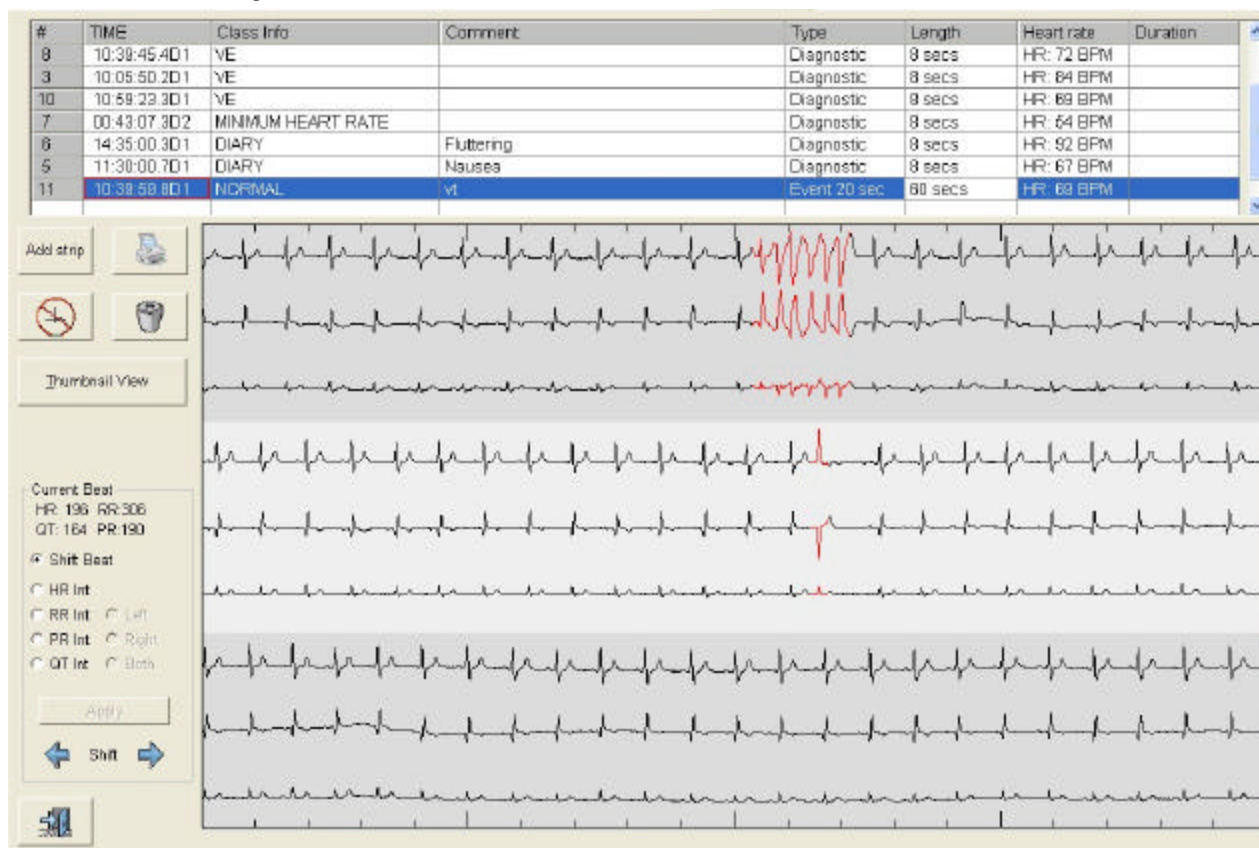 # TIME Class Info Comment Type Length Heart rate Duration
8 10:39:45.4D1 VE Diagnostic 8 secs HR: 72 BPM
3 10:05:50.2D1 VE Diagnostic 8 secs HR: 84 BPM
10 10:59:23.3D1 VE Diagnostic 8 secs HR: 69 BPM
7 00:43:07.3D2 MINIMUM HEART RATE Diagnostic 8 secs HR: 54 BPM
6 14:35:00.3D1 DIARY Fluttering Diagnostic 8 secs HR: 92 BPM
5 11:30:00.7D1 DIARY Nausea Diagnostic 8 secs HR: 67 BPM
11 NORMAL vt Event 20 sec 60 secs HR: 69 BPM
Add strip
Thumbnail View
Current Beat
HR: 196 RR:306
QT: 164 PR:190
Shift Beat
HR Int
RR Int Left
PR Int Right
QT Int Both
Apply
Shift